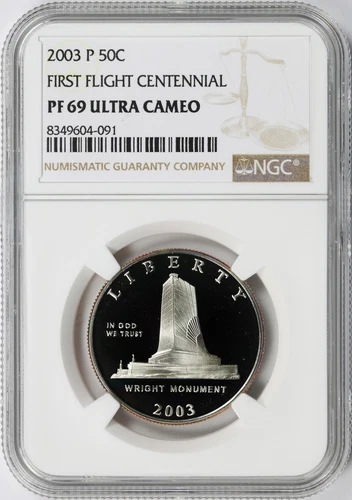 2003 P 50C
FIRST FLIGHT CENTENNIAL
PF 69 ULTRA CAMEO
8349604-091
NUMISMATIC GUARANTY COMPANY NGC
LIBERTY
IN GOD
WE TRUST
WRIGHT MONUMENT
2003